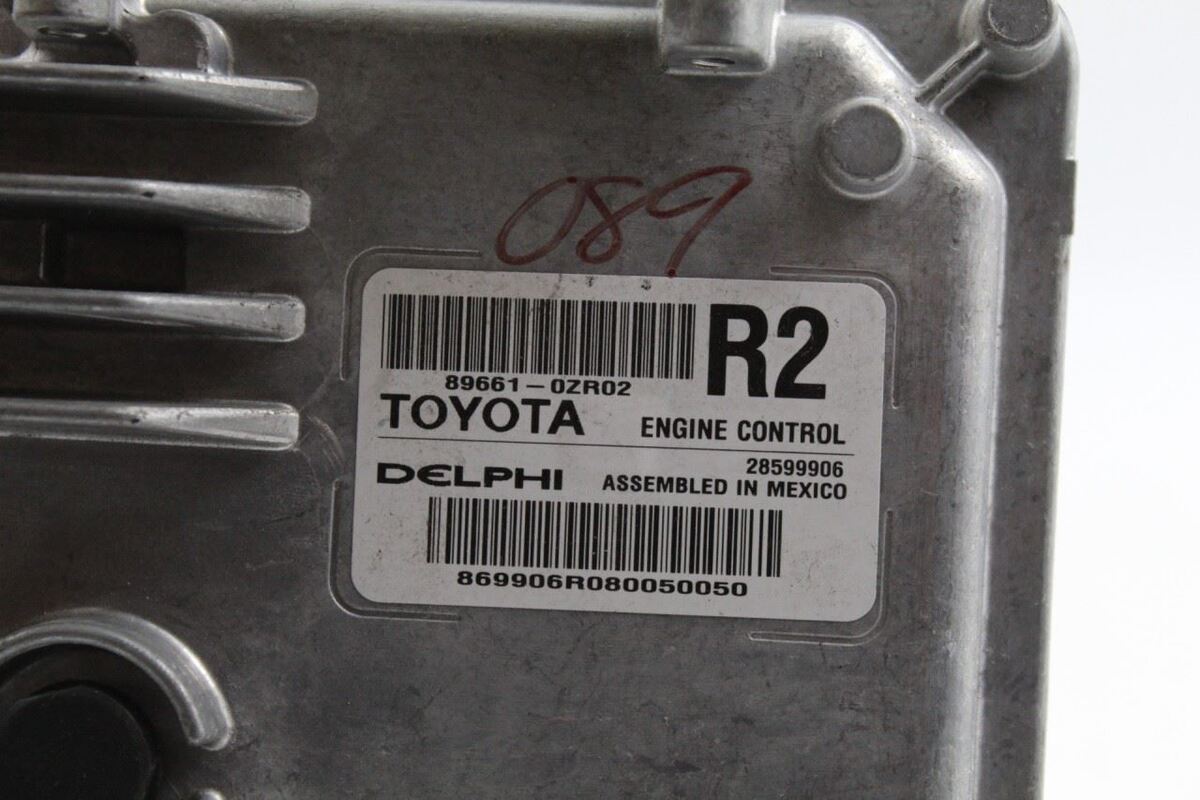 089
89661-0ZR02
R2
TOYOTA ENGINE CONTROL
28599906
DELPHI ASSEMBLED IN MEXICO
869906R080050050